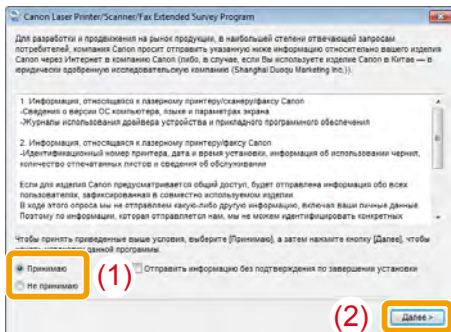 Canon Laser Printer/Scanner/Fax Extended Survey Program
Для разработки и продвижения на рынок продукции, в наибольшей степени отвечающей запросам
потребителей, компания Canon просит отправить указанную ниже информацию относительно вашего изделия
Canon через Интернет в компанию Canon (либо, в случае, если Вы используете изделие Canon в Китае — в
юридически одобренную исследовательскую компанию (Shanghai Duoqu Marketing Inc.)).
1. Информация, относящаяся к лазерному принтеру/сканеру/факсу Canon
-Сведения о версии ОС компьютера, языке и параметрах экрана
-Журналы использования драйвера устройства и прикладного программного обеспечения
2. Информация, относящаяся к лазерному принтеру/факсу Canon
-Идентификационный номер принтера, дата и время установки, информация об использовании чернил,
количество отпечатанных листов и сведения об обслуживании
Если для изделия Canon предусматривается общий доступ, будет отправлена информация обо всех
пользователях, зафиксированная в совместно используемом изделии.
В ходе этого опроса мы не отправляем какую-либо другую информацию, включая ваши личные данные.
Поэтому по информации, которая отправляется нам, мы не можем идентифицировать конкретных
Чтобы принять приведенные выше условия, выберите [Принимаю], а затем нажмите кнопку [Далее], чтобы
начать установку данной программы.
Принимаю (1) Отправить информацию без подтверждения по завершении установки
Не принимаю
(2) Далее >